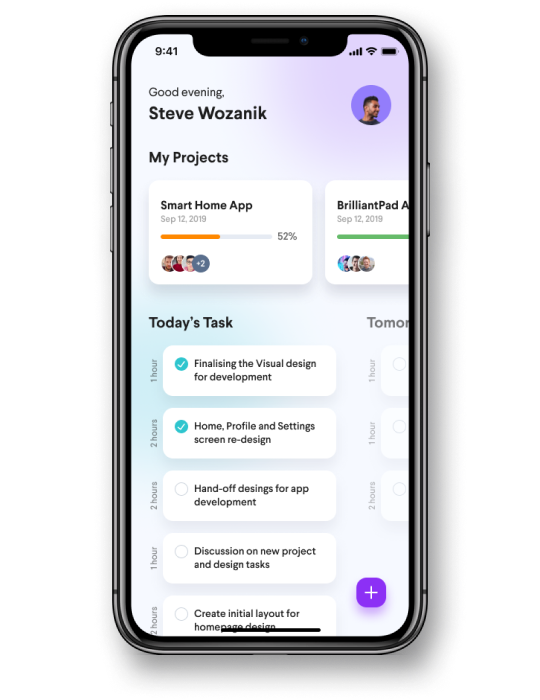 9:41
Good evening,
Steve Wozanik
My Projects
Smart Home App
Sep 12, 2019
52%
+2
BrilliantPad A
Sep 12, 2019
Today's Task
Tomor
1 hour
Finalising the Visual design
for development
1 hour
2 hours
Home, Profile and Settings
screen re-design
1 hour
2 hours
Hand-off desings for app
development
2 hours
1 hour
Discussion on new project
and design tasks
2 hours
Create initial layout for
homepage design